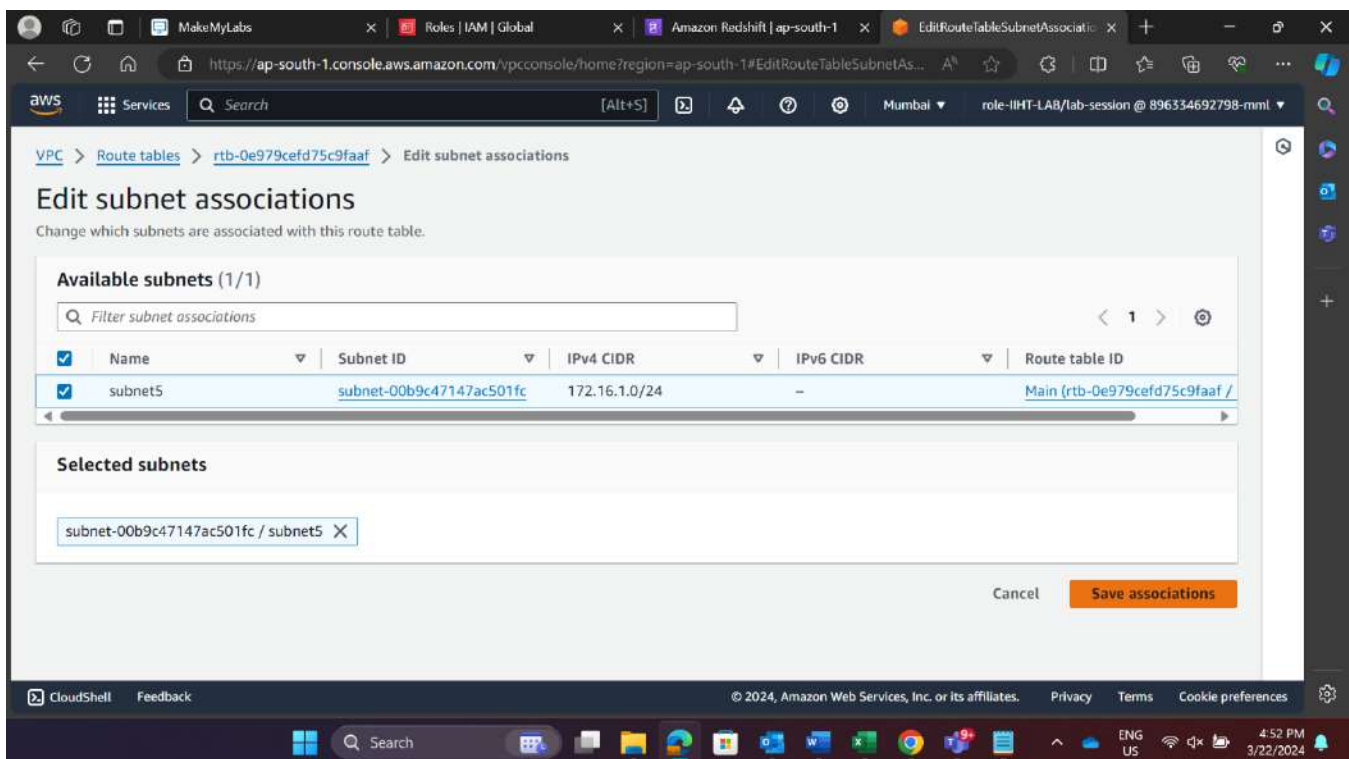 MakeMyLabs
Roles | IAM | Global
Amazon Redshift | ap-south-1
EditRouteTableSubnetAssociatio
https://ap-south-1.console.aws.amazon.com/vpcconsole/home?region=ap-south-1#EditRouteTableSubnetAs...
aws
Services
Search
[Alt+S]
Mumbai
role-IIHT-LAB/lab-session @ 896334692798-mml
VPC > Route tables > rtb-0e979cefd75c9faaf > Edit subnet associations
Edit subnet associations
Change which subnets are associated with this route table.
Available subnets (1/1)
Filter subnet associations
< 1 >
Name Subnet ID IPv4 CIDR IPv6 CIDR Route table ID
subnet5 subnet-00b9c47147ac501fc 172.16.1.0/24 – Main (rtb-0e979cefd75c9faaf /
Selected subnets
subnet-00b9c47147ac501fc / subnet5
Cancel Save associations
CloudShell Feedback © 2024, Amazon Web Services, Inc. or its affiliates. Privacy Terms Cookie preferences
Search
9+
ENG
US
4:52 PM
3/22/2024